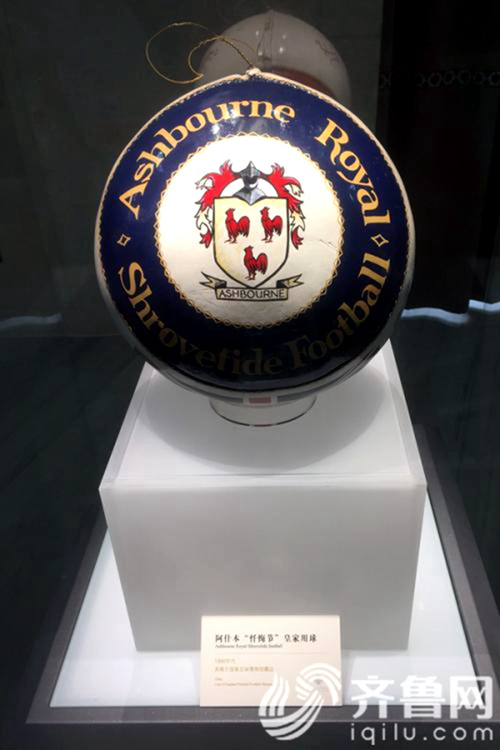 Ashbourne Royal
Shrovetide Football
ASHBOURNE
阿什本“忏悔节”皇家用球
Ashbourne Royal Shrovetide football
齐鲁网
iqilu.com